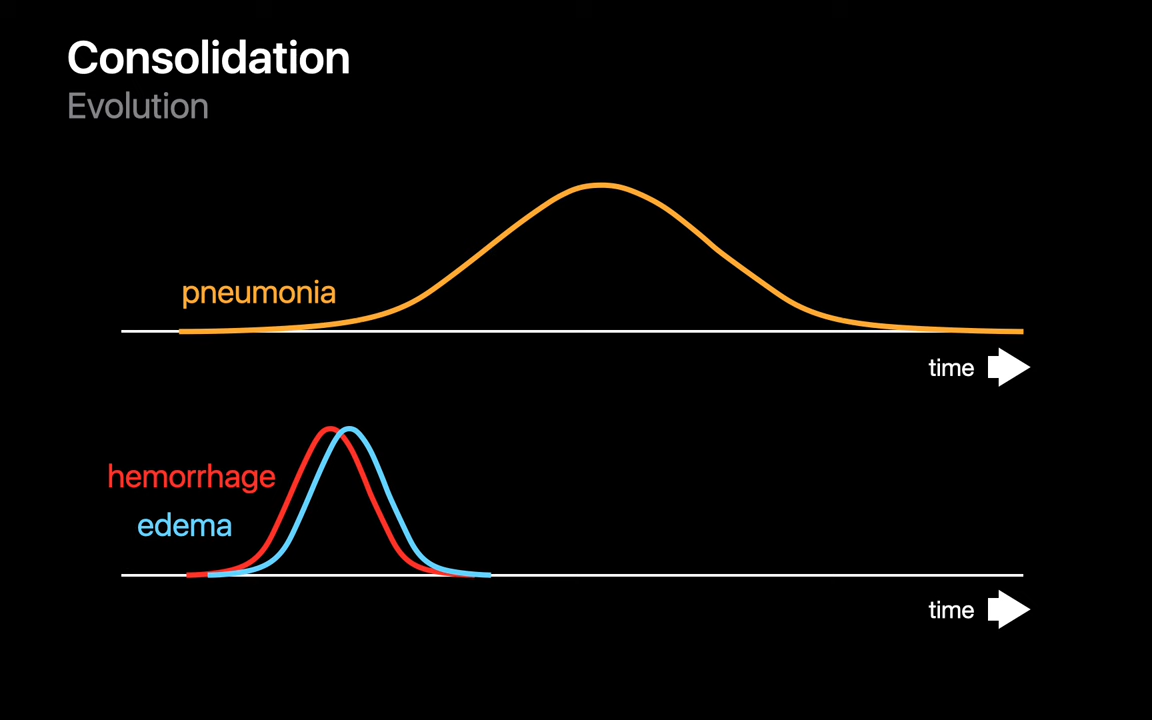 Consolidation
Evolution
pneumonia
time
hemorrhage
edema
time